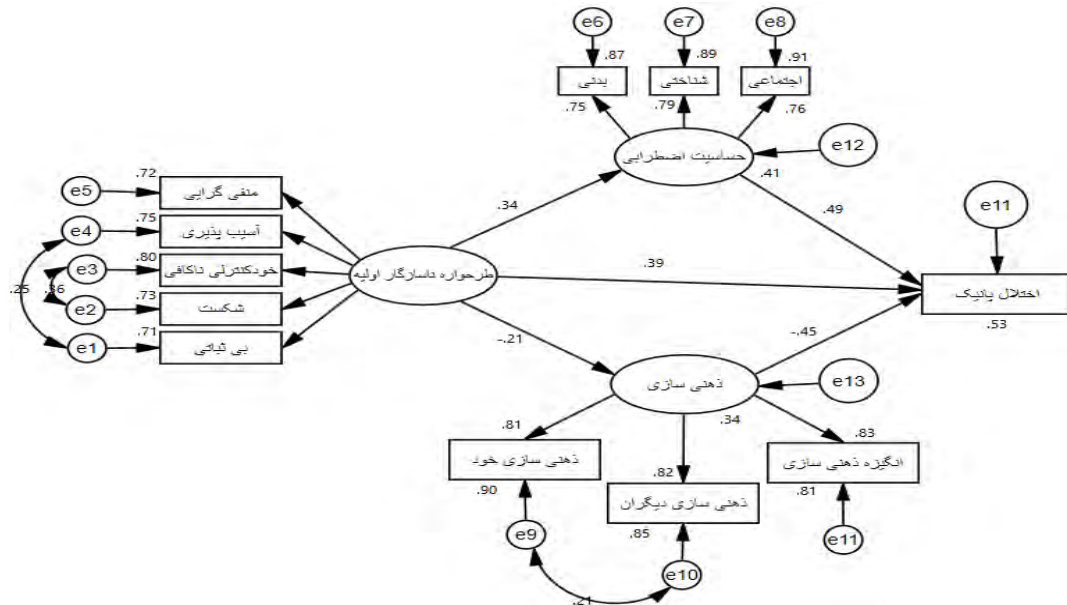 e6
e7
e8
.87
.89
.91
بدنی
شناختی
اجتماعی
.75
.79
.76
e12
حساسیت اضطرابی
.41
e5
.72
منفی گرایی
e4
.75
آسیب پذیری
e3
.80
خودکنترلی ناکافی
e2
.73
شکست
e1
.71
بی ثباتی
.25
.36
طرحواره ناسازگار اولیه
.34
.49
.39
-.21
-.45
e11
اختلال پانیک
.53
ذهنی سازی
e13
.34
.81
.82
.83
ذهنی سازی خود
.90
ذهنی سازی دیگران
.85
انگیزه ذهنی سازی
.81
e9
e10
e11
.21